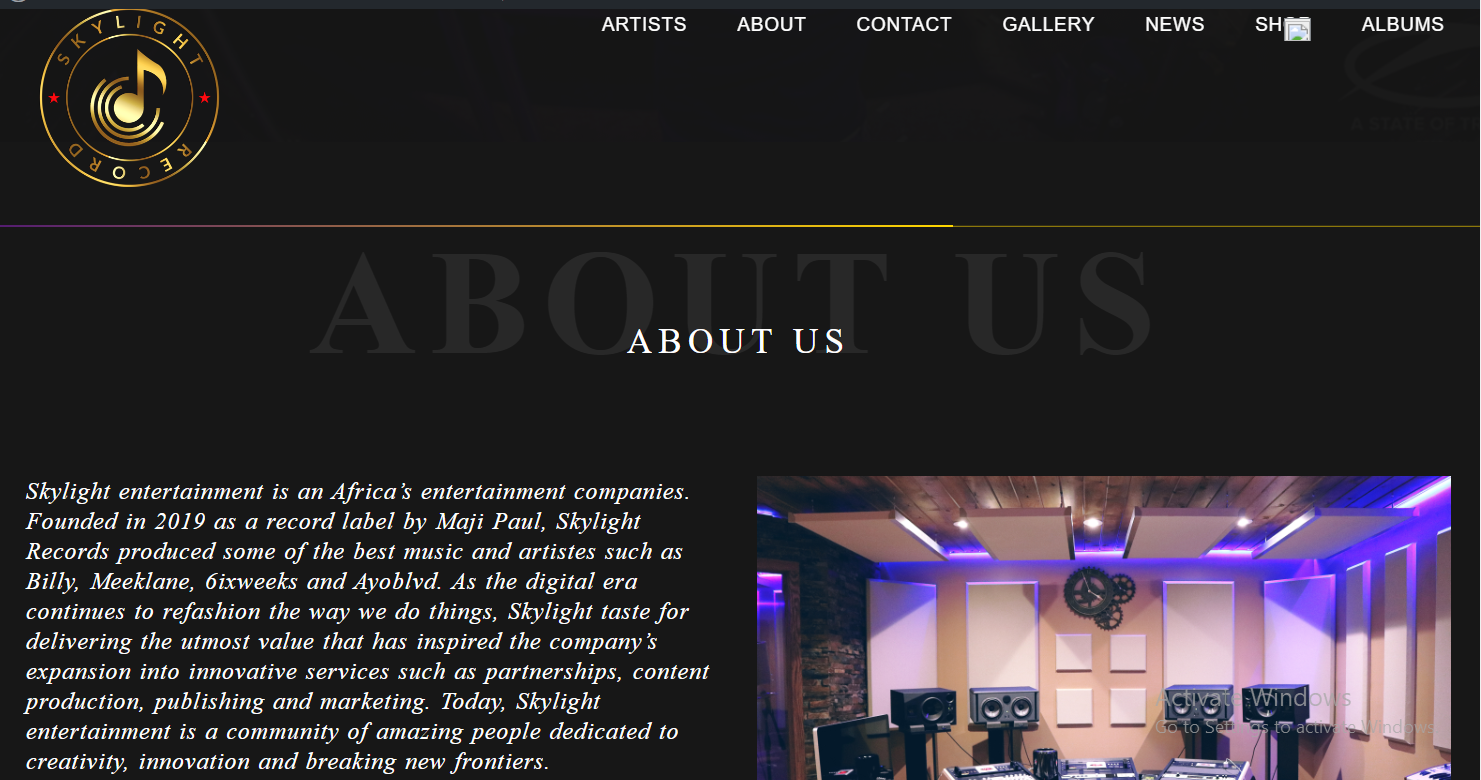 ARTISTS ABOUT CONTACT GALLERY NEWS ALBUMS
SKYLIGHT
RECORD
A STATE OF
ABOUT US
ABOUT US
Skylight entertainment is an Africa’s entertainment companies.
Founded in 2019 as a record label by Maji Paul, Skylight
Records produced some of the best music and artistes such as
Billy, Meeklane, 6ixweeks and Ayoblvd. As the digital era
continues to refashion the way we do things, Skylight taste for
delivering the utmost value that has inspired the company’s
expansion into innovative services such as partnerships, content
production, publishing and marketing. Today, Skylight
entertainment is a community of amazing people dedicated to
creativity, innovation and breaking new frontiers.
Activate Windows
Go to Settings to activate Windows.